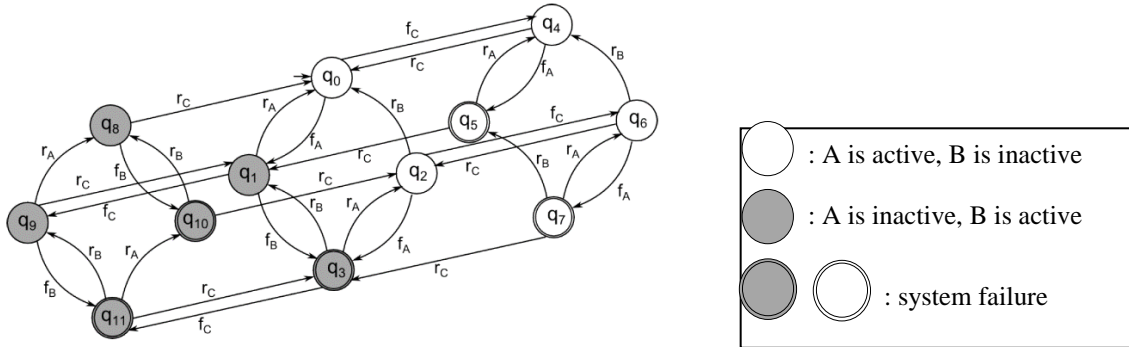 f_C
q_4
r_A
r_C
r_B
q_0
f_A
r_C
r_A
r_B
f_C
q_5
q_6
q_8
f_A
r_C
r_A
r_B
r_C
q_1
r_C
q_2
r_C
r_B
r_A
f_B
f_C
q_9
q_10
r_B
r_A
q_7
f_A
r_B
r_A
f_B
f_A
f_B
q_3
r_C
r_C
q_11
f_C
: A is active, B is inactive
: A is inactive, B is active
: system failure